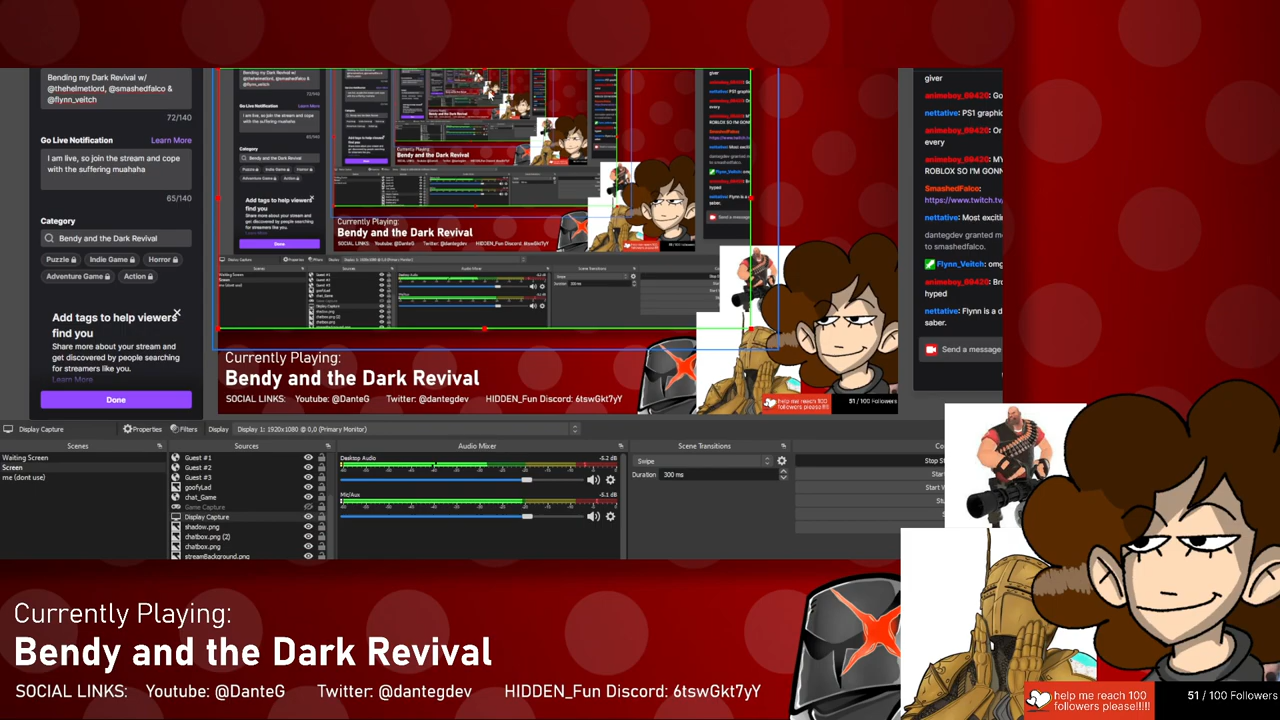 Bending my Dark Revival w/
@thehelmetlord, @smashedfalco &
@flynn_veitch
72/140
Go Live Notification
Learn More
I am live, so join the stream and cope
with the suffering muahaha
65/140
Category
Bendy and the Dark Revival
Puzzle
Indie Game
Horror
Adventure Game
Action
Add tags to help viewers
find you
Share more about your stream and
get discovered by people searching
for streamers like you.
Learn More
Done
Currently Playing:
Bendy and the Dark Revival
SOCIAL LINKS: Youtube: @DanteG Twitter: @dantegdev HIDDEN_Fun Discord: 6tswGkt7yY
help me reach 100
followers please!!!!!
51 / 100 Followers
giver
animeboy_69420: Go
nettative: PS1 graphic
animeboy_69420: Or
every
animeboy_69420: MY
ROBLOX SO I'M GONN
SmashedFalco:
https://www.twitch.tv/
nettative: Most exciti
dantegdev granted m
to smashedfalco.
Flynn_Veitch: omg
animeboy_69420: Bro
hyped
nettative: Flynn is a d
saber.
Send a message
Display Capture
Properties
Filters
Display
Display 1: 1920x1080 @ 0,0 (Primary Monitor)
Scenes
Waiting Screen
Screen
me (dont use)
Sources
Guest #1
Guest #2
Guest #3
goofyLad
chat_Game
Game Capture
Display Capture
shadow.png
chatbox.png (2)
chatbox.png
streamBackground.png
Audio Mixer
Desktop Audio
-5.2 dB
Mic/Aux
-5.1 dB
Scene Transitions
Swipe
Duration
300 ms
Co
Stop St
Star
Start V
Stu
S
Currently Playing:
Bendy and the Dark Revival
SOCIAL LINKS: Youtube: @DanteG Twitter: @dantegdev HIDDEN_Fun Discord: 6tswGkt7yY
help me reach 100
followers please!!!!!
51 / 100 Followers